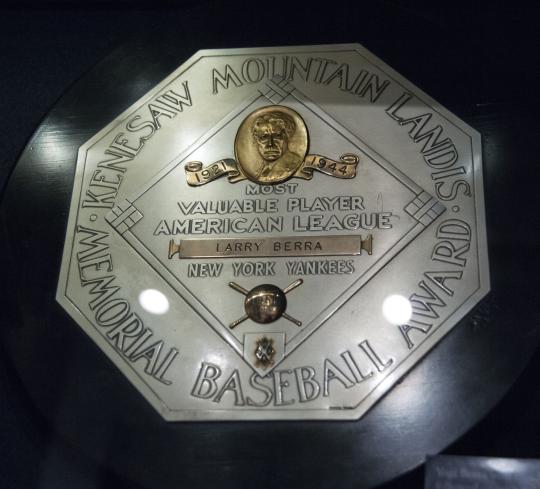 KENESAW MOUNTAIN LANDIS
MEMORIAL BASEBALL AWARD
1921 1944
MOST
VALUABLE PLAYER
AMERICAN LEAGUE
LARRY BERRA
NEW YORK YANKEES